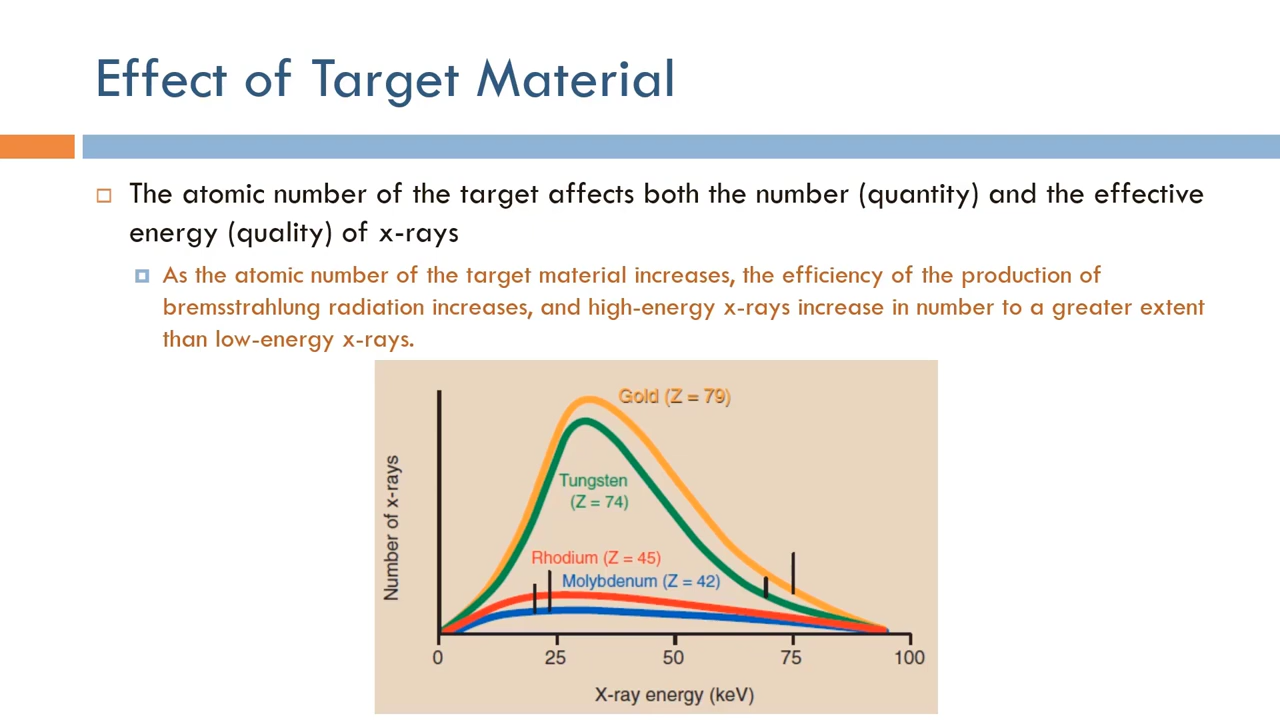 Effect of Target Material
The atomic number of the target affects both the number (quantity) and the effective
energy (quality) of x-rays
As the atomic number of the target material increases, the efficiency of the production of
bremsstrahlung radiation increases, and high-energy x-rays increase in number to a greater extent
than low-energy x-rays.
Gold (Z = 79)
Tungsten
(Z = 74)
Rhodium (Z = 45)
Molybdenum (Z = 42)
Number of x-rays
0 25 50 75 100
X-ray energy (keV)